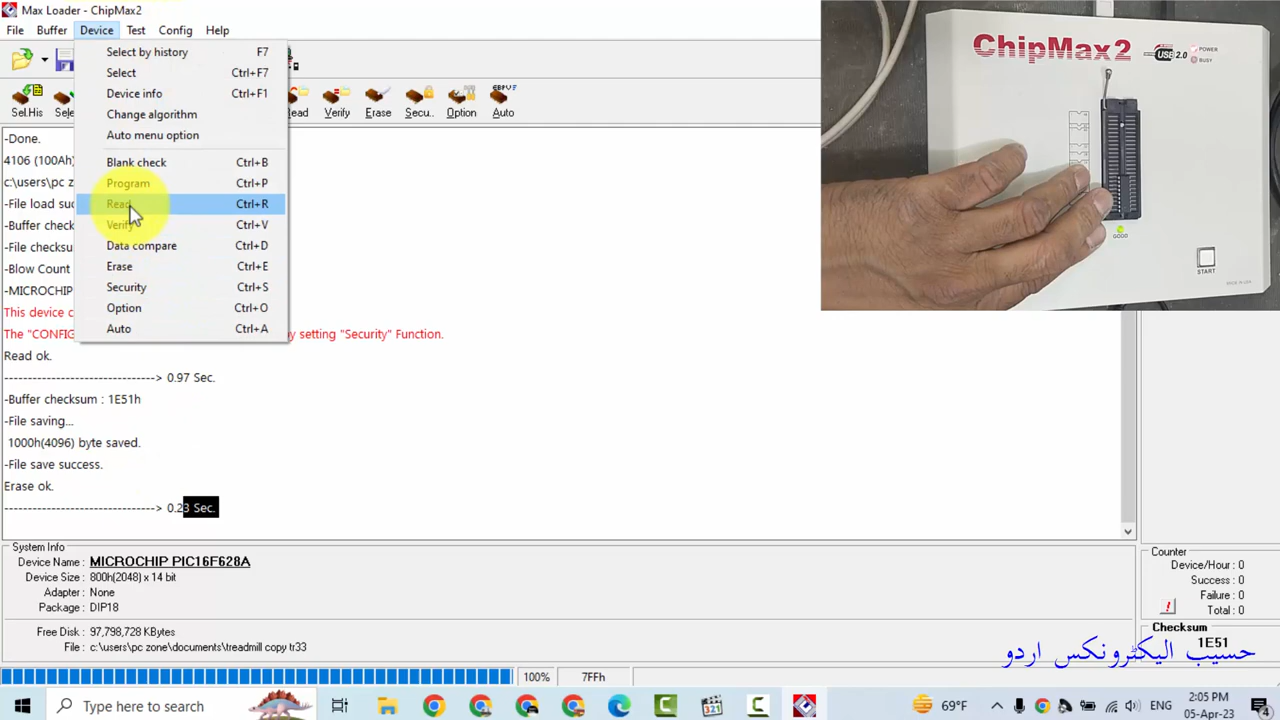 Max Loader - ChipMax2
File Buffer Device Test Config Help
Select by history F7
Select Ctrl+F7
Device info Ctrl+F1
Change algorithm
Auto menu option
Blank check Ctrl+B
Program Ctrl+P
Read Ctrl+R
Verify Ctrl+V
Data compare Ctrl+D
Erase Ctrl+E
Security Ctrl+S
Option Ctrl+O
Auto Ctrl+A
Sel.His Verify Erase Secu.. Option Auto
-Done.
4106 (100Ah)
c:\users\pc
-File load
-Buffer
-File
-Blow Count
-MICROCHIP
This device
The "CONFIG y setting "Security" Function.
Read ok.
-------------------------------> 0.97 Sec.
-Buffer checksum : 1E51h
-File saving...
1000h(4096) byte saved.
-File save success.
Erase ok.
-------------------------------> 0.23 Sec.
System Info
Device Name : MICROCHIP PIC16F628A
Device Size : 800h(2048) x 14 bit
Adapter : None
Package : DIP18
Free Disk : 97,798,728 KBytes
File : c:\users\pc zone\documents\treadmill copy tr33
100% 7FFh
Counter
Device/Hour : 0
Success : 0
Failure : 0
Total : 0
Checksum
1E51
حسیب الیکٹرونکس اردو
ChipMax2
USB 2.0
POWER
BUSY
GOOD
START
Type here to search
69°F
ENG
2:05 PM
05-Apr-23
4